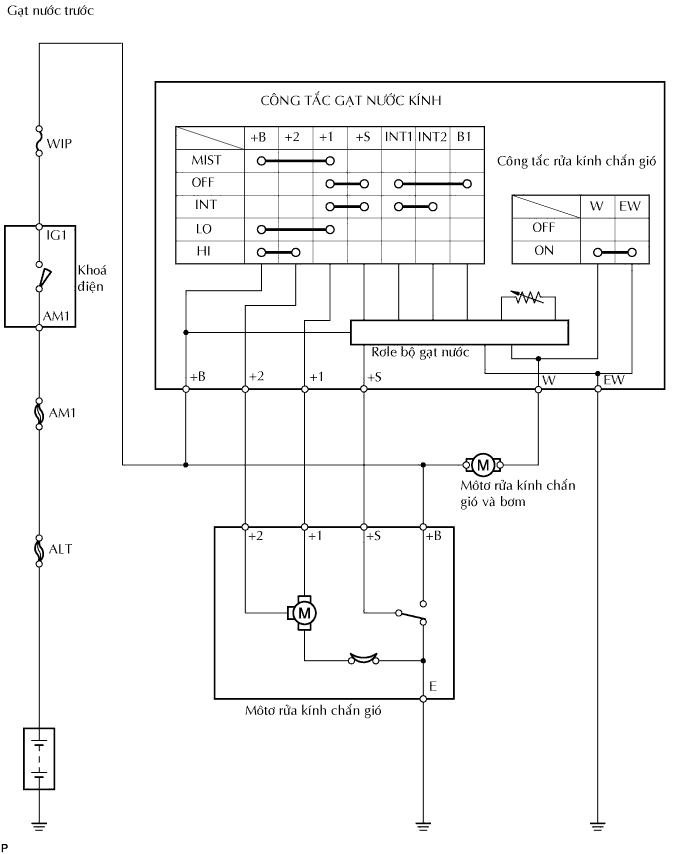 Gạt nước trước
WIP
IG1
Khoá
điện
AM1
AM1
ALT
CÔNG TẮC GẠT NƯỚC KÍNH
+B +2 +1 +S INT1 INT2 B1
MIST
OFF
INT
LO
HI
Công tắc rửa kính chắn gió
W EW
OFF
ON
Rơle bộ gạt nước
+B +2 +1 +S W EW
M
Môtơ rửa kính chắn
gió và bơm
+2 +1 +S +B
M
E
Môtơ rửa kính chắn gió
P